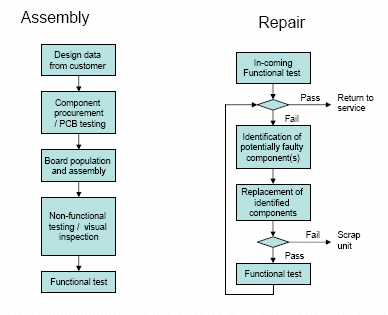 Assembly
Design data
from customer
Component
procurement
/ PCB testing
Board population
and assembly
Non-functional
testing / visual
inspection
Functional test
Repair
In-coming
Functional test
Pass
Return to
service
Fail
Identification of
potentially faulty
component(s)
Replacement of
identified
components
Fail
Scrap
unit
Pass
Functional test